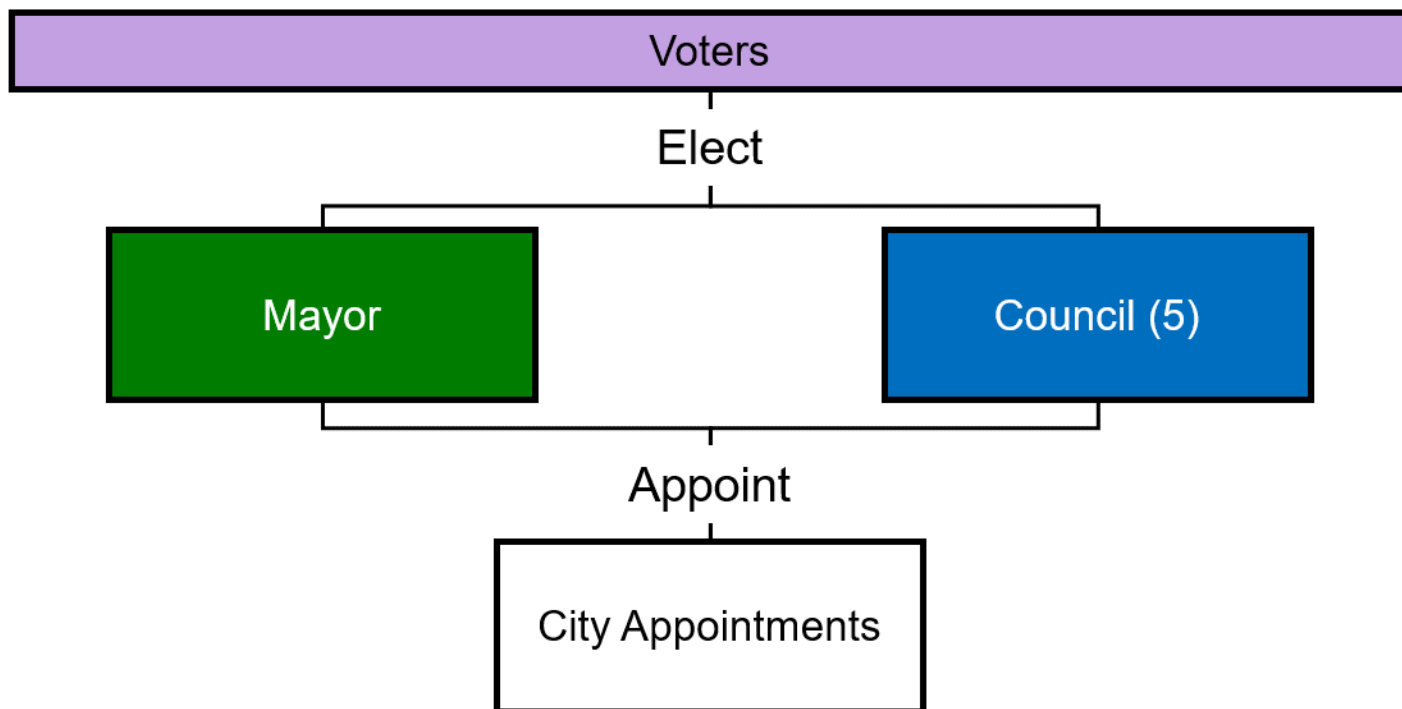 Voters
Elect
Mayor
Council (5)
Appoint
City Appointments